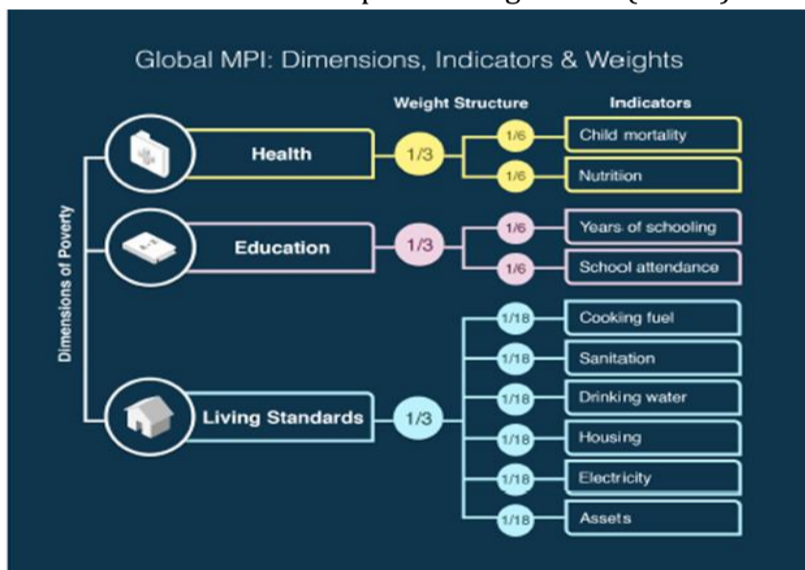 Global MPI: Dimensions, Indicators & Weights
Weight Structure
Indicators
Dimensions of Poverty
Health
1/3
1/6
Child mortality
1/6
Nutrition
Education
1/3
1/6
Years of schooling
1/6
School attendance
Living Standards
1/3
1/18
Cooking fuel
1/18
Sanitation
1/18
Drinking water
1/18
Housing
1/18
Electricity
1/18
Assets